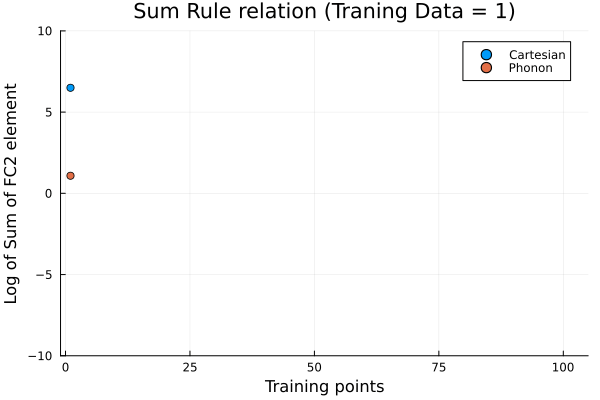 Sum Rule relation (Traning Data = 1)
Cartesian
Phonon
Log of Sum of FC2 element
10
5
0
−5
−10
0
25
50
75
100
Training points